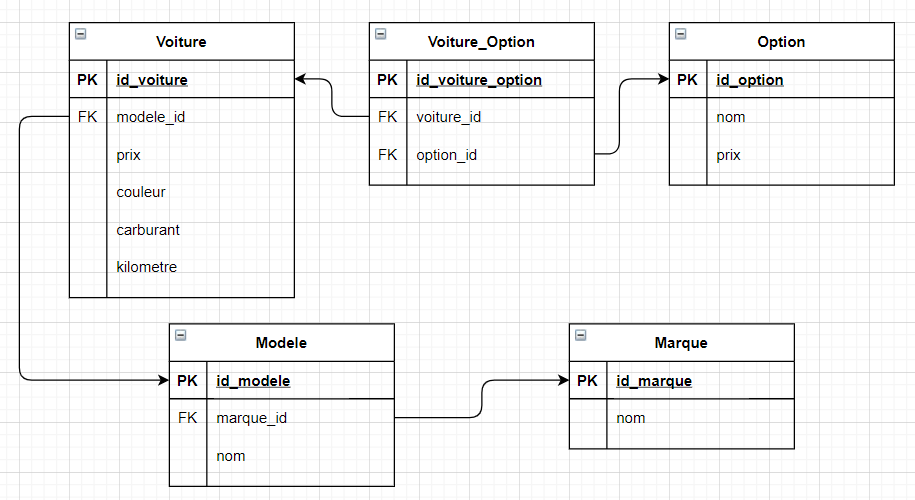 Voiture
PK id_voiture
FK modele_id
prix
couleur
carburant
kilometre
Voiture_Option
PK id_voiture_option
FK voiture_id
FK option_id
Option
PK id_option
nom
prix
Modele
PK id_modele
FK marque_id
nom
Marque
PK id_marque
nom